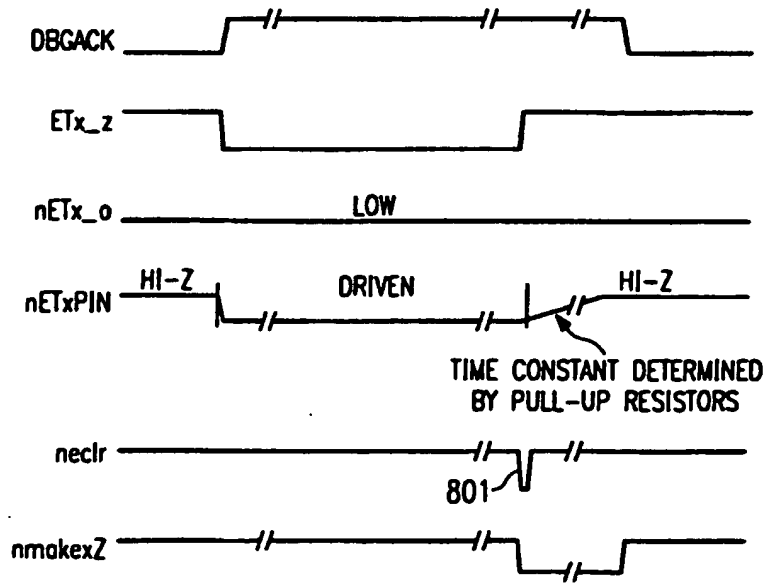 DBGACK
ETx_z
nETx_o LOW
HI-Z DRIVEN HI-Z
nETxPIN
TIME CONSTANT DETERMINED
BY PULL-UP RESISTORS
neclr
801
nmakexZ